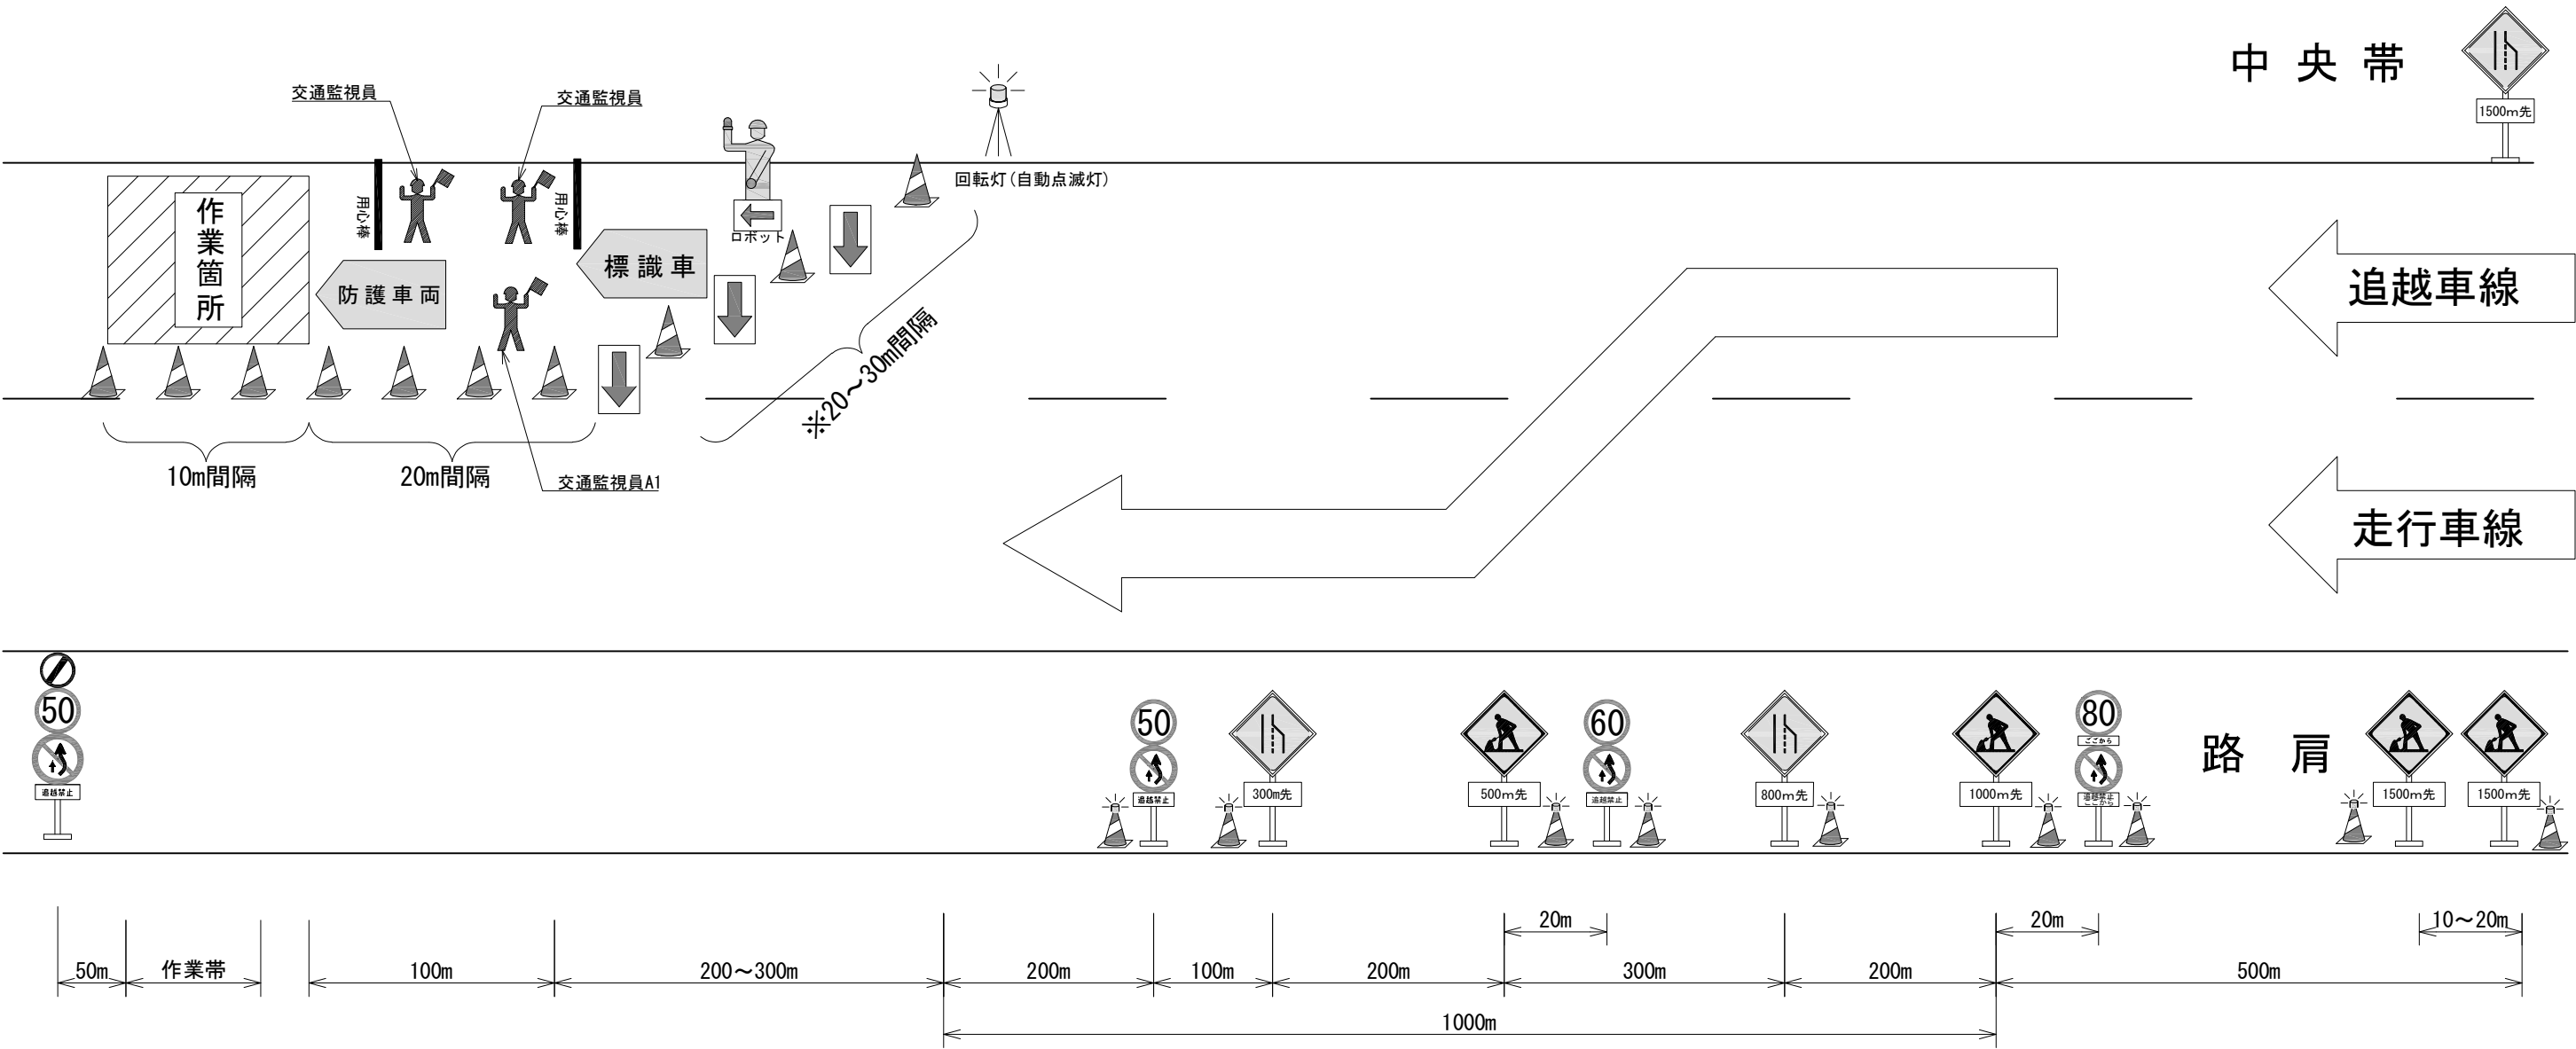 中央帯
1500m先
交通監視員
交通監視員
回転灯(自動点滅灯)
用心棒
用心棒
ロボット
作業箇所
防護車両
標識車
追越車線
※20～30m間隔
10m間隔
20m間隔
交通監視員A1
走行車線
50
追越禁止
50
追越禁止
300m先
500m先
60
追越禁止
800m先
1000m先
80
ここから
追越禁止
ここから
路肩
1500m先
1500m先
20m
20m
10～20m
50m
作業帯
100m
200～300m
200m
100m
200m
300m
200m
500m
1000m